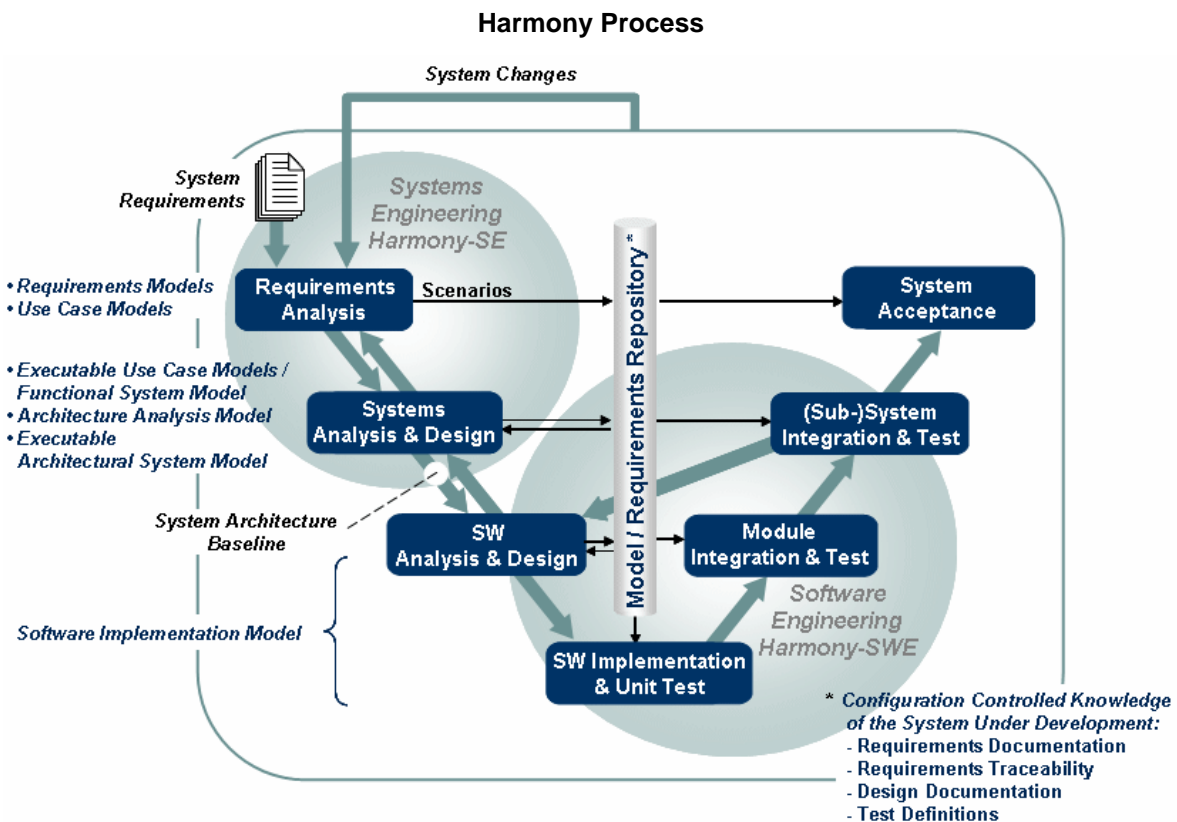 Harmony Process
System Changes
System
Requirements
Systems
Engineering
Harmony-SE
• Requirements Models
• Use Case Models
Requirements
Analysis
Scenarios
System
Acceptance
Model / Requirements Repository *
• Executable Use Case Models /
Functional System Model
• Architecture Analysis Model
• Executable
Architectural System Model
Systems
Analysis & Design
(Sub-)System
Integration & Test
System Architecture
Baseline
SW
Analysis & Design
Module
Integration & Test
Software Implementation Model
Software
Engineering
Harmony-SWE
SW Implementation
& Unit Test
* Configuration Controlled Knowledge
of the System Under Development:
- Requirements Documentation
- Requirements Traceability
- Design Documentation
- Test Definitions